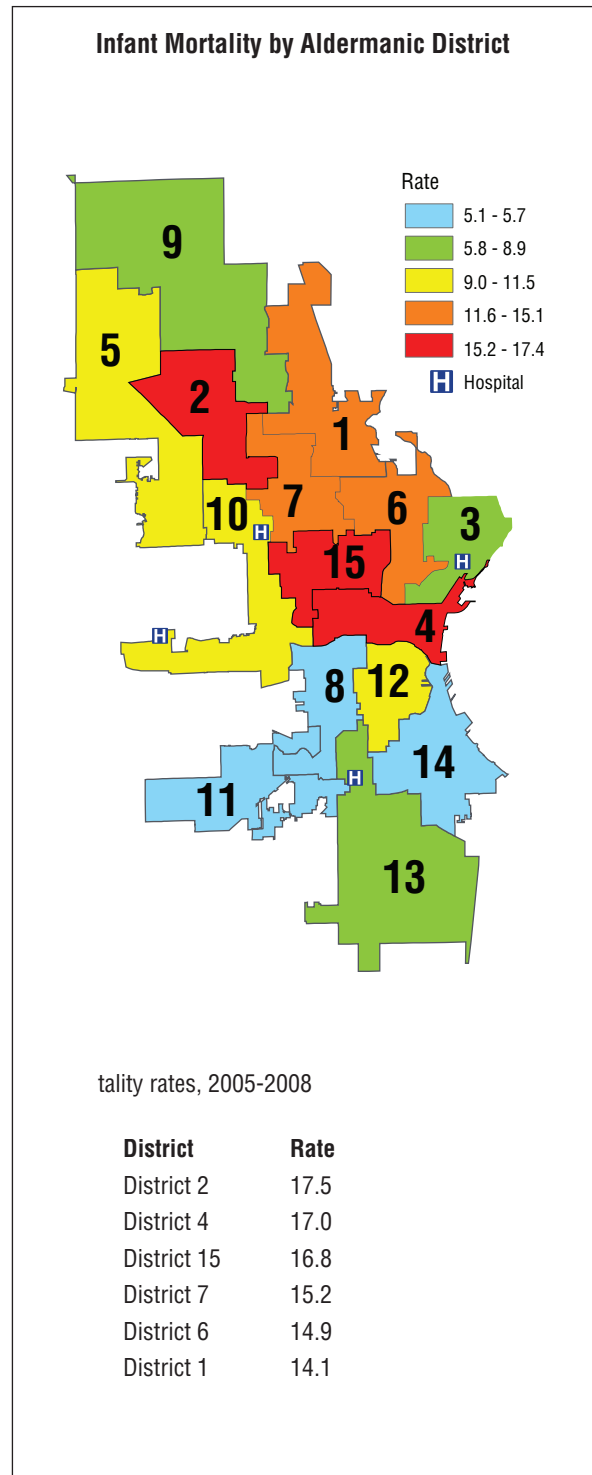 Infant Mortality by Aldermanic District
Rate
5.1 - 5.7
5.8 - 8.9
9.0 - 11.5
11.6 - 15.1
15.2 - 17.4
H Hospital
9
5
2
1
7
6
3
10
H
15
H
4
H
8
12
14
11
H
13
tality rates, 2005-2008
District Rate
District 2 17.5
District 4 17.0
District 15 16.8
District 7 15.2
District 6 14.9
District 1 14.1